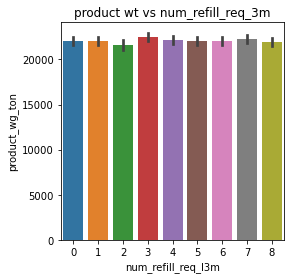 product wt vs num_refill_req_3m
20000
15000
10000
5000
0
product_wg_ton
0 1 2 3 4 5 6 7 8
num_refill_req_l3m